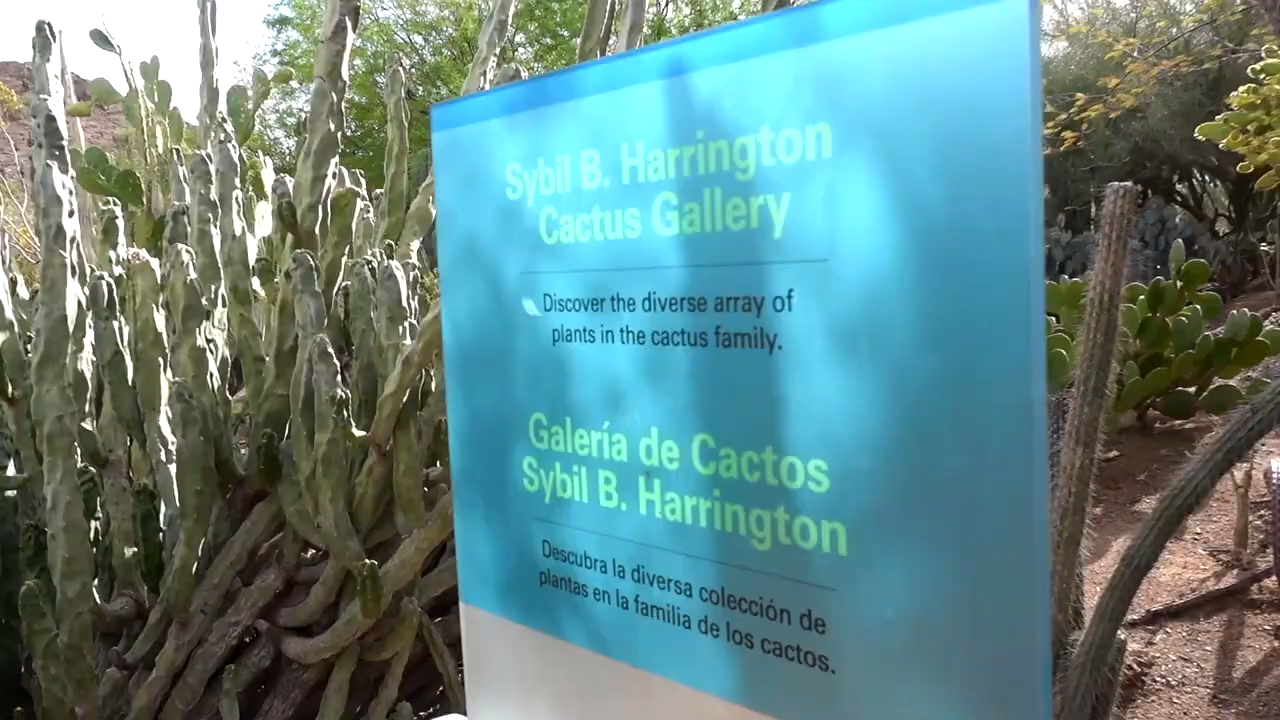 Sybil B. Harrington
Cactus Gallery
Discover the diverse array of
plants in the cactus family.
Galería de Cactos
Sybil B. Harrington
Descubra la diversa colección de
plantas en la familia de los cactos.